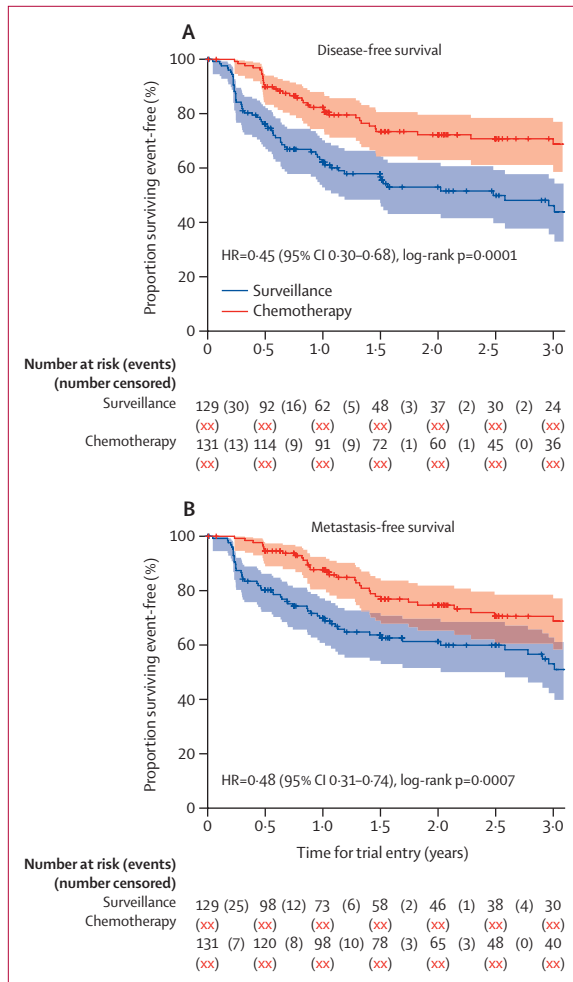 A
Disease-free survival
100
80
60
40
20
0
Proportion surviving event-free (%)
HR=0·45 (95% CI 0·30–0·68), log-rank p=0·0001
Surveillance
Chemotherapy
0 0·5 1·0 1·5 2·0 2·5 3·0
Number at risk (events)
(number censored)
Surveillance 129 (30) 92 (16) 62 (5) 48 (3) 37 (2) 30 (2) 24
(xx) (xx) (xx) (xx) (xx) (xx) (xx)
Chemotherapy 131 (13) 114 (9) 91 (9) 72 (1) 60 (1) 45 (0) 36
(xx) (xx) (xx) (xx) (xx) (xx) (xx)
B
Metastasis-free survival
100
80
60
40
20
0
Proportion surviving event-free (%)
HR=0·48 (95% CI 0·31–0·74), log-rank p=0·0007
0 0·5 1·0 1·5 2·0 2·5 3·0
Time for trial entry (years)
Number at risk (events)
(number censored)
Surveillance 129 (25) 98 (12) 73 (6) 58 (2) 46 (1) 38 (4) 30
Chemotherapy (xx) (xx) (xx) (xx) (xx) (xx) (xx)
131 (7) 120 (8) 98 (10) 78 (3) 65 (3) 48 (0) 40
(xx) (xx) (xx) (xx) (xx) (xx) (xx)